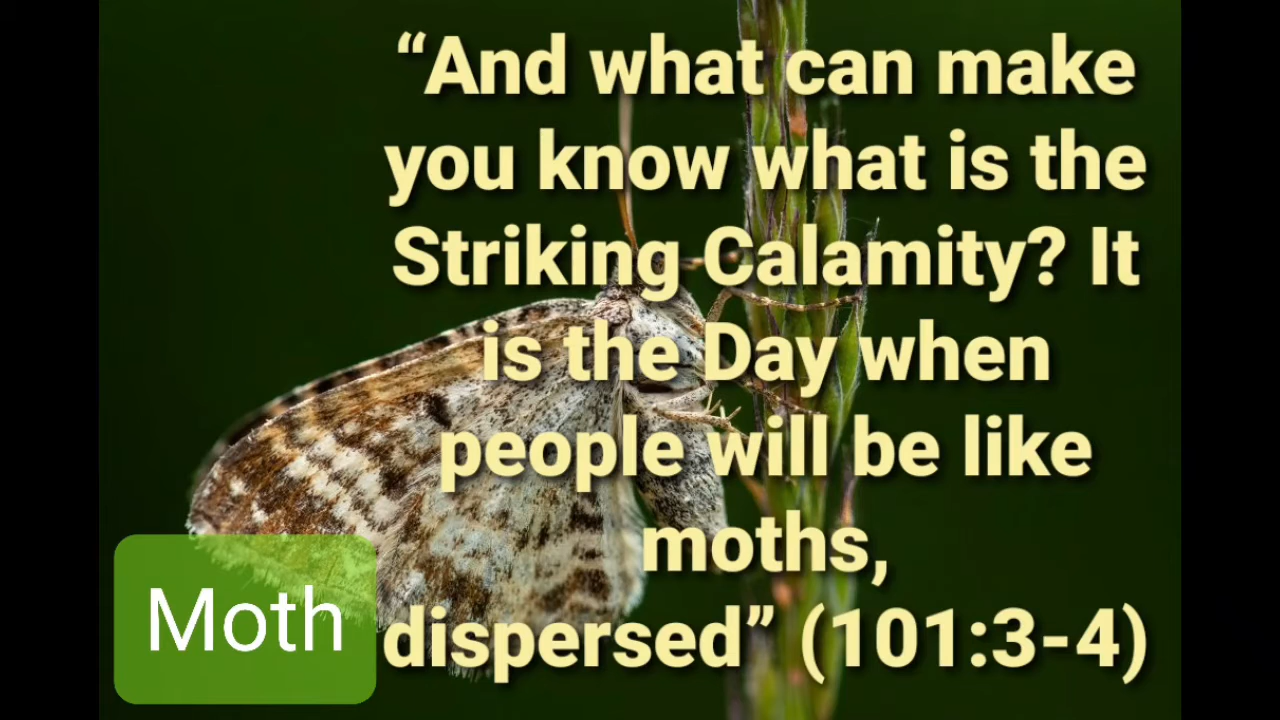 “And what can make
you know what is the
Striking Calamity? It
is the Day when
people will be like
moths,
dispersed” (101:3-4)
Moth